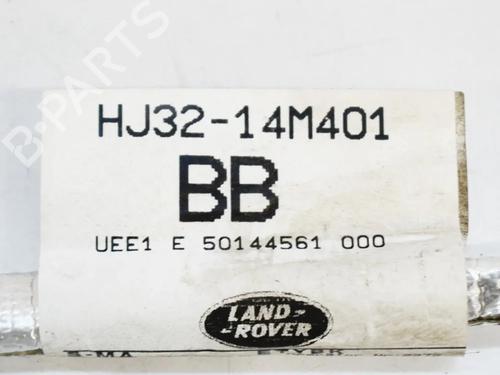 B-PARTS
HJ32-14M401
BB
UEE1 E 50144561 000
LAND-
-ROVER